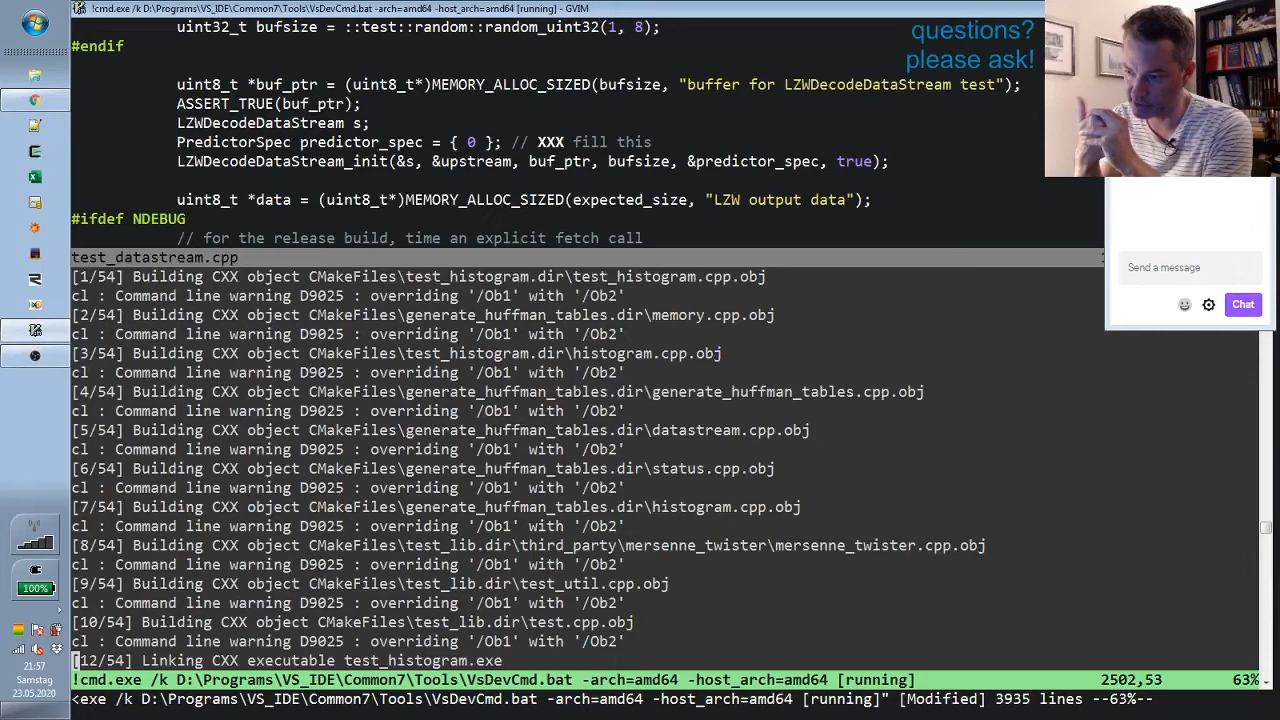 !cmd.exe /k D:\Programs\VS_IDE\Common7\Tools\VsDevCmd.bat -arch=amd64 -host_arch=amd64 [running] - GVIM
uint32_t bufsize = ::test::random::random_uint32(1, 8);
#endif
uint8_t *buf_ptr = (uint8_t*)MEMORY_ALLOC_SIZED(bufsize, "buffer for LZWDecodeDataStream test");
ASSERT_TRUE(buf_ptr);
LZWDecodeDataStream s;
PredictorSpec predictor_spec = { 0 }; // XXX fill this
LZWDecodeDataStream_init(&s, &upstream, buf_ptr, bufsize, &predictor_spec, true);
uint8_t *data = (uint8_t*)MEMORY_ALLOC_SIZED(expected_size, "LZW output data");
#ifdef NDEBUG
// for the release build, time an explicit fetch call
test_datastream.cpp
[1/54] Building CXX object CMakeFiles\test_histogram.dir\test_histogram.cpp.obj
cl : Command line warning D9025 : overriding '/Ob1' with '/Ob2'
[2/54] Building CXX object CMakeFiles\generate_huffman_tables.dir\memory.cpp.obj
cl : Command line warning D9025 : overriding '/Ob1' with '/Ob2'
[3/54] Building CXX object CMakeFiles\test_histogram.dir\histogram.cpp.obj
cl : Command line warning D9025 : overriding '/Ob1' with '/Ob2'
[4/54] Building CXX object CMakeFiles\generate_huffman_tables.dir\generate_huffman_tables.cpp.obj
cl : Command line warning D9025 : overriding '/Ob1' with '/Ob2'
[5/54] Building CXX object CMakeFiles\generate_huffman_tables.dir\datastream.cpp.obj
cl : Command line warning D9025 : overriding '/Ob1' with '/Ob2'
[6/54] Building CXX object CMakeFiles\generate_huffman_tables.dir\status.cpp.obj
cl : Command line warning D9025 : overriding '/Ob1' with '/Ob2'
[7/54] Building CXX object CMakeFiles\generate_huffman_tables.dir\histogram.cpp.obj
cl : Command line warning D9025 : overriding '/Ob1' with '/Ob2'
[8/54] Building CXX object CMakeFiles\test_lib.dir\third_party\mersenne_twister\mersenne_twister.cpp.obj
cl : Command line warning D9025 : overriding '/Ob1' with '/Ob2'
[9/54] Building CXX object CMakeFiles\test_lib.dir\test_util.cpp.obj
cl : Command line warning D9025 : overriding '/Ob1' with '/Ob2'
[10/54] Building CXX object CMakeFiles\test_lib.dir\test.cpp.obj
cl : Command line warning D9025 : overriding '/Ob1' with '/Ob2'
[12/54] Linking CXX executable test_histogram.exe
!cmd.exe /k D:\Programs\VS_IDE\Common7\Tools\VsDevCmd.bat -arch=amd64 -host_arch=amd64 [running] 2502,53 63%
<exe /k D:\Programs\VS_IDE\Common7\Tools\VsDevCmd.bat -arch=amd64 -host_arch=amd64 [running]" [Modified] 3935 lines --63%--
questions?
please ask!
Send a message
Chat
100%
21:57
Samstag
23.05.2020